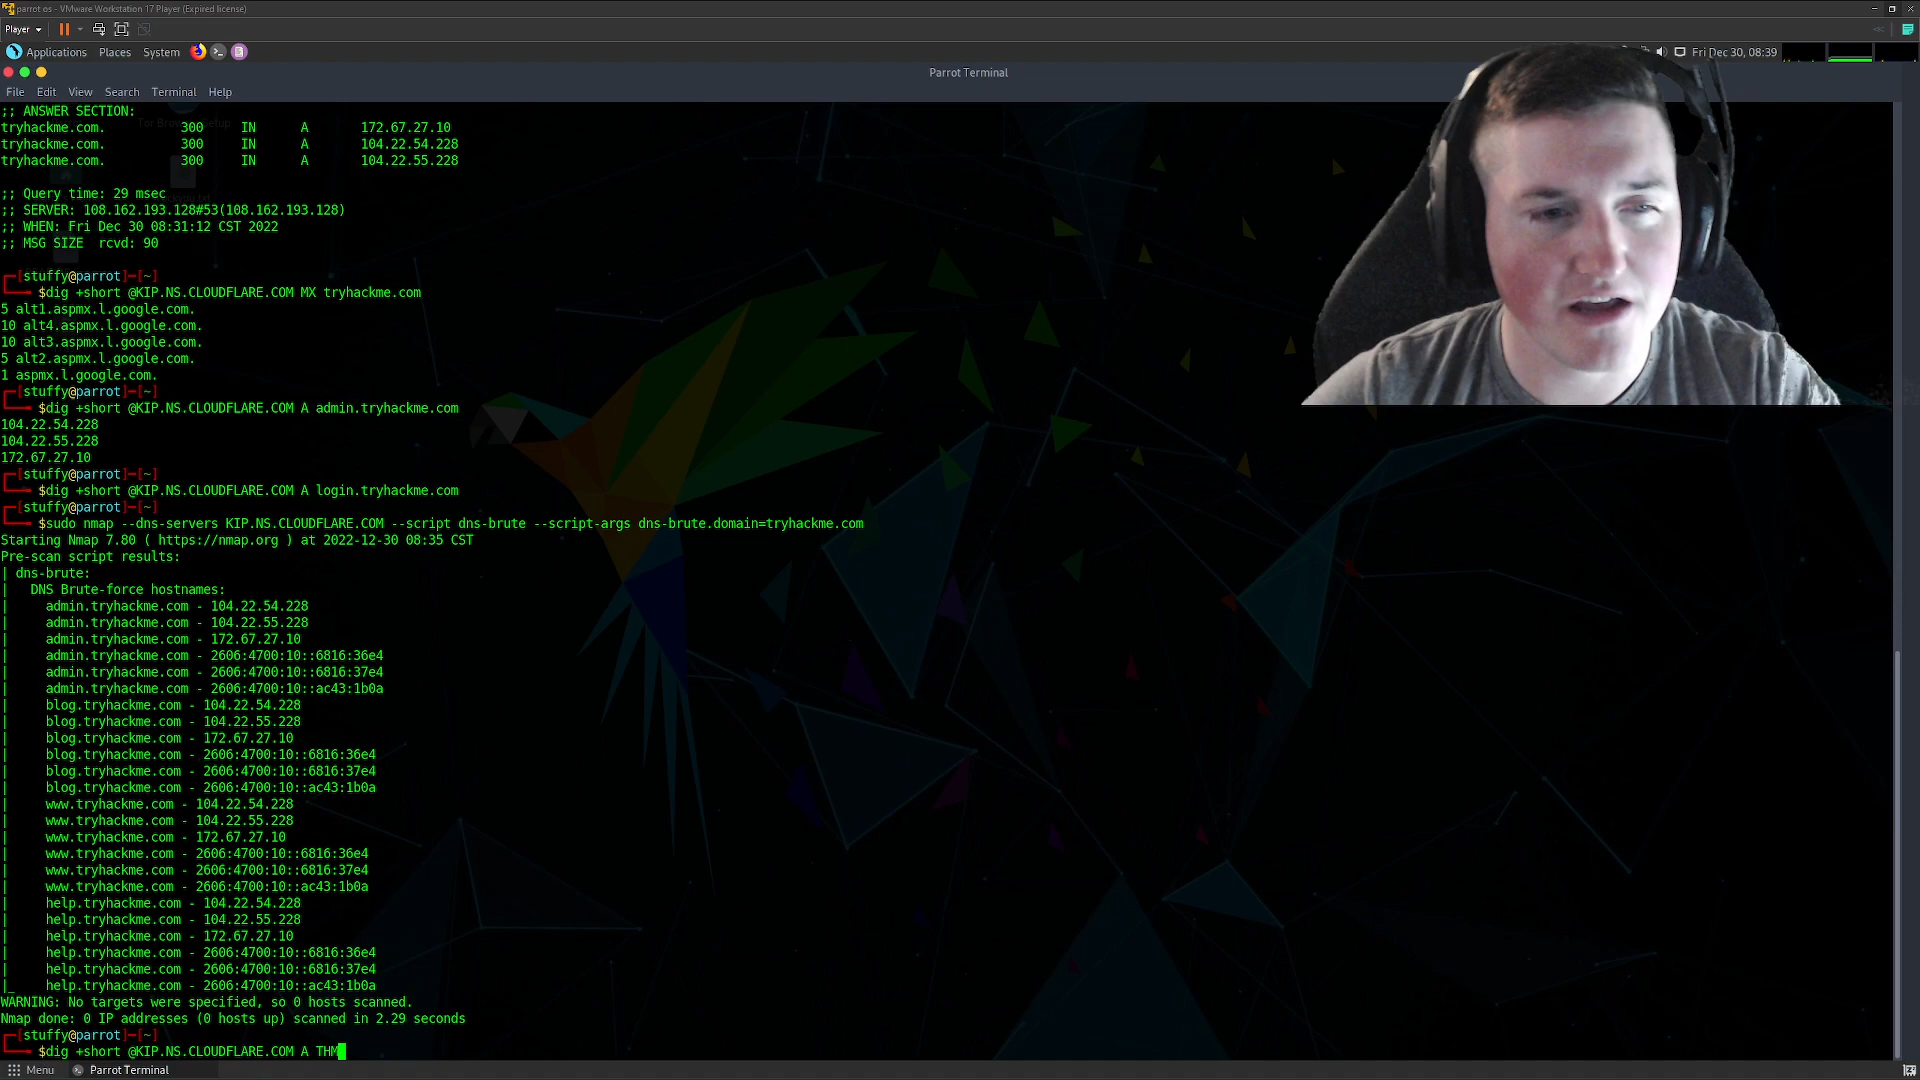 parrot os - VMware Workstation 17 Player (Expired license)
Player
Applications Places System
Fri Dec 30, 08:39
Parrot Terminal
File Edit View Search Terminal Help
;; ANSWER SECTION:
tryhackme.com. 300 IN A 172.67.27.10
tryhackme.com. 300 IN A 104.22.54.228
tryhackme.com. 300 IN A 104.22.55.228
;; Query time: 29 msec
;; SERVER: 108.162.193.128#53(108.162.193.128)
;; WHEN: Fri Dec 30 08:31:12 CST 2022
;; MSG SIZE rcvd: 90
[stuffy@parrot]-[~]
$dig +short @KIP.NS.CLOUDFLARE.COM MX tryhackme.com
5 alt1.aspmx.l.google.com.
10 alt4.aspmx.l.google.com.
10 alt3.aspmx.l.google.com.
5 alt2.aspmx.l.google.com.
1 aspmx.l.google.com.
[stuffy@parrot]-[~]
$dig +short @KIP.NS.CLOUDFLARE.COM A admin.tryhackme.com
104.22.54.228
104.22.55.228
172.67.27.10
[stuffy@parrot]-[~]
$dig +short @KIP.NS.CLOUDFLARE.COM A login.tryhackme.com
[stuffy@parrot]-[~]
$sudo nmap --dns-servers KIP.NS.CLOUDFLARE.COM --script dns-brute --script-args dns-brute.domain=tryhackme.com
Starting Nmap 7.80 ( https://nmap.org ) at 2022-12-30 08:35 CST
Pre-scan script results:
| dns-brute:
| DNS Brute-force hostnames:
| admin.tryhackme.com - 104.22.54.228
| admin.tryhackme.com - 104.22.55.228
| admin.tryhackme.com - 172.67.27.10
| admin.tryhackme.com - 2606:4700:10::6816:36e4
| admin.tryhackme.com - 2606:4700:10::6816:37e4
| admin.tryhackme.com - 2606:4700:10::ac43:1b0a
| blog.tryhackme.com - 104.22.54.228
| blog.tryhackme.com - 104.22.55.228
| blog.tryhackme.com - 172.67.27.10
| blog.tryhackme.com - 2606:4700:10::6816:36e4
| blog.tryhackme.com - 2606:4700:10::6816:37e4
| blog.tryhackme.com - 2606:4700:10::ac43:1b0a
| www.tryhackme.com - 104.22.54.228
| www.tryhackme.com - 104.22.55.228
| www.tryhackme.com - 172.67.27.10
| www.tryhackme.com - 2606:4700:10::6816:36e4
| www.tryhackme.com - 2606:4700:10::6816:37e4
| www.tryhackme.com - 2606:4700:10::ac43:1b0a
| help.tryhackme.com - 104.22.54.228
| help.tryhackme.com - 104.22.55.228
| help.tryhackme.com - 172.67.27.10
| help.tryhackme.com - 2606:4700:10::6816:36e4
| help.tryhackme.com - 2606:4700:10::6816:37e4
|_ help.tryhackme.com - 2606:4700:10::ac43:1b0a
WARNING: No targets were specified, so 0 hosts scanned.
Nmap done: 0 IP addresses (0 hosts up) scanned in 2.29 seconds
[stuffy@parrot]-[~]
$dig +short @KIP.NS.CLOUDFLARE.COM A THM
Menu Parrot Terminal